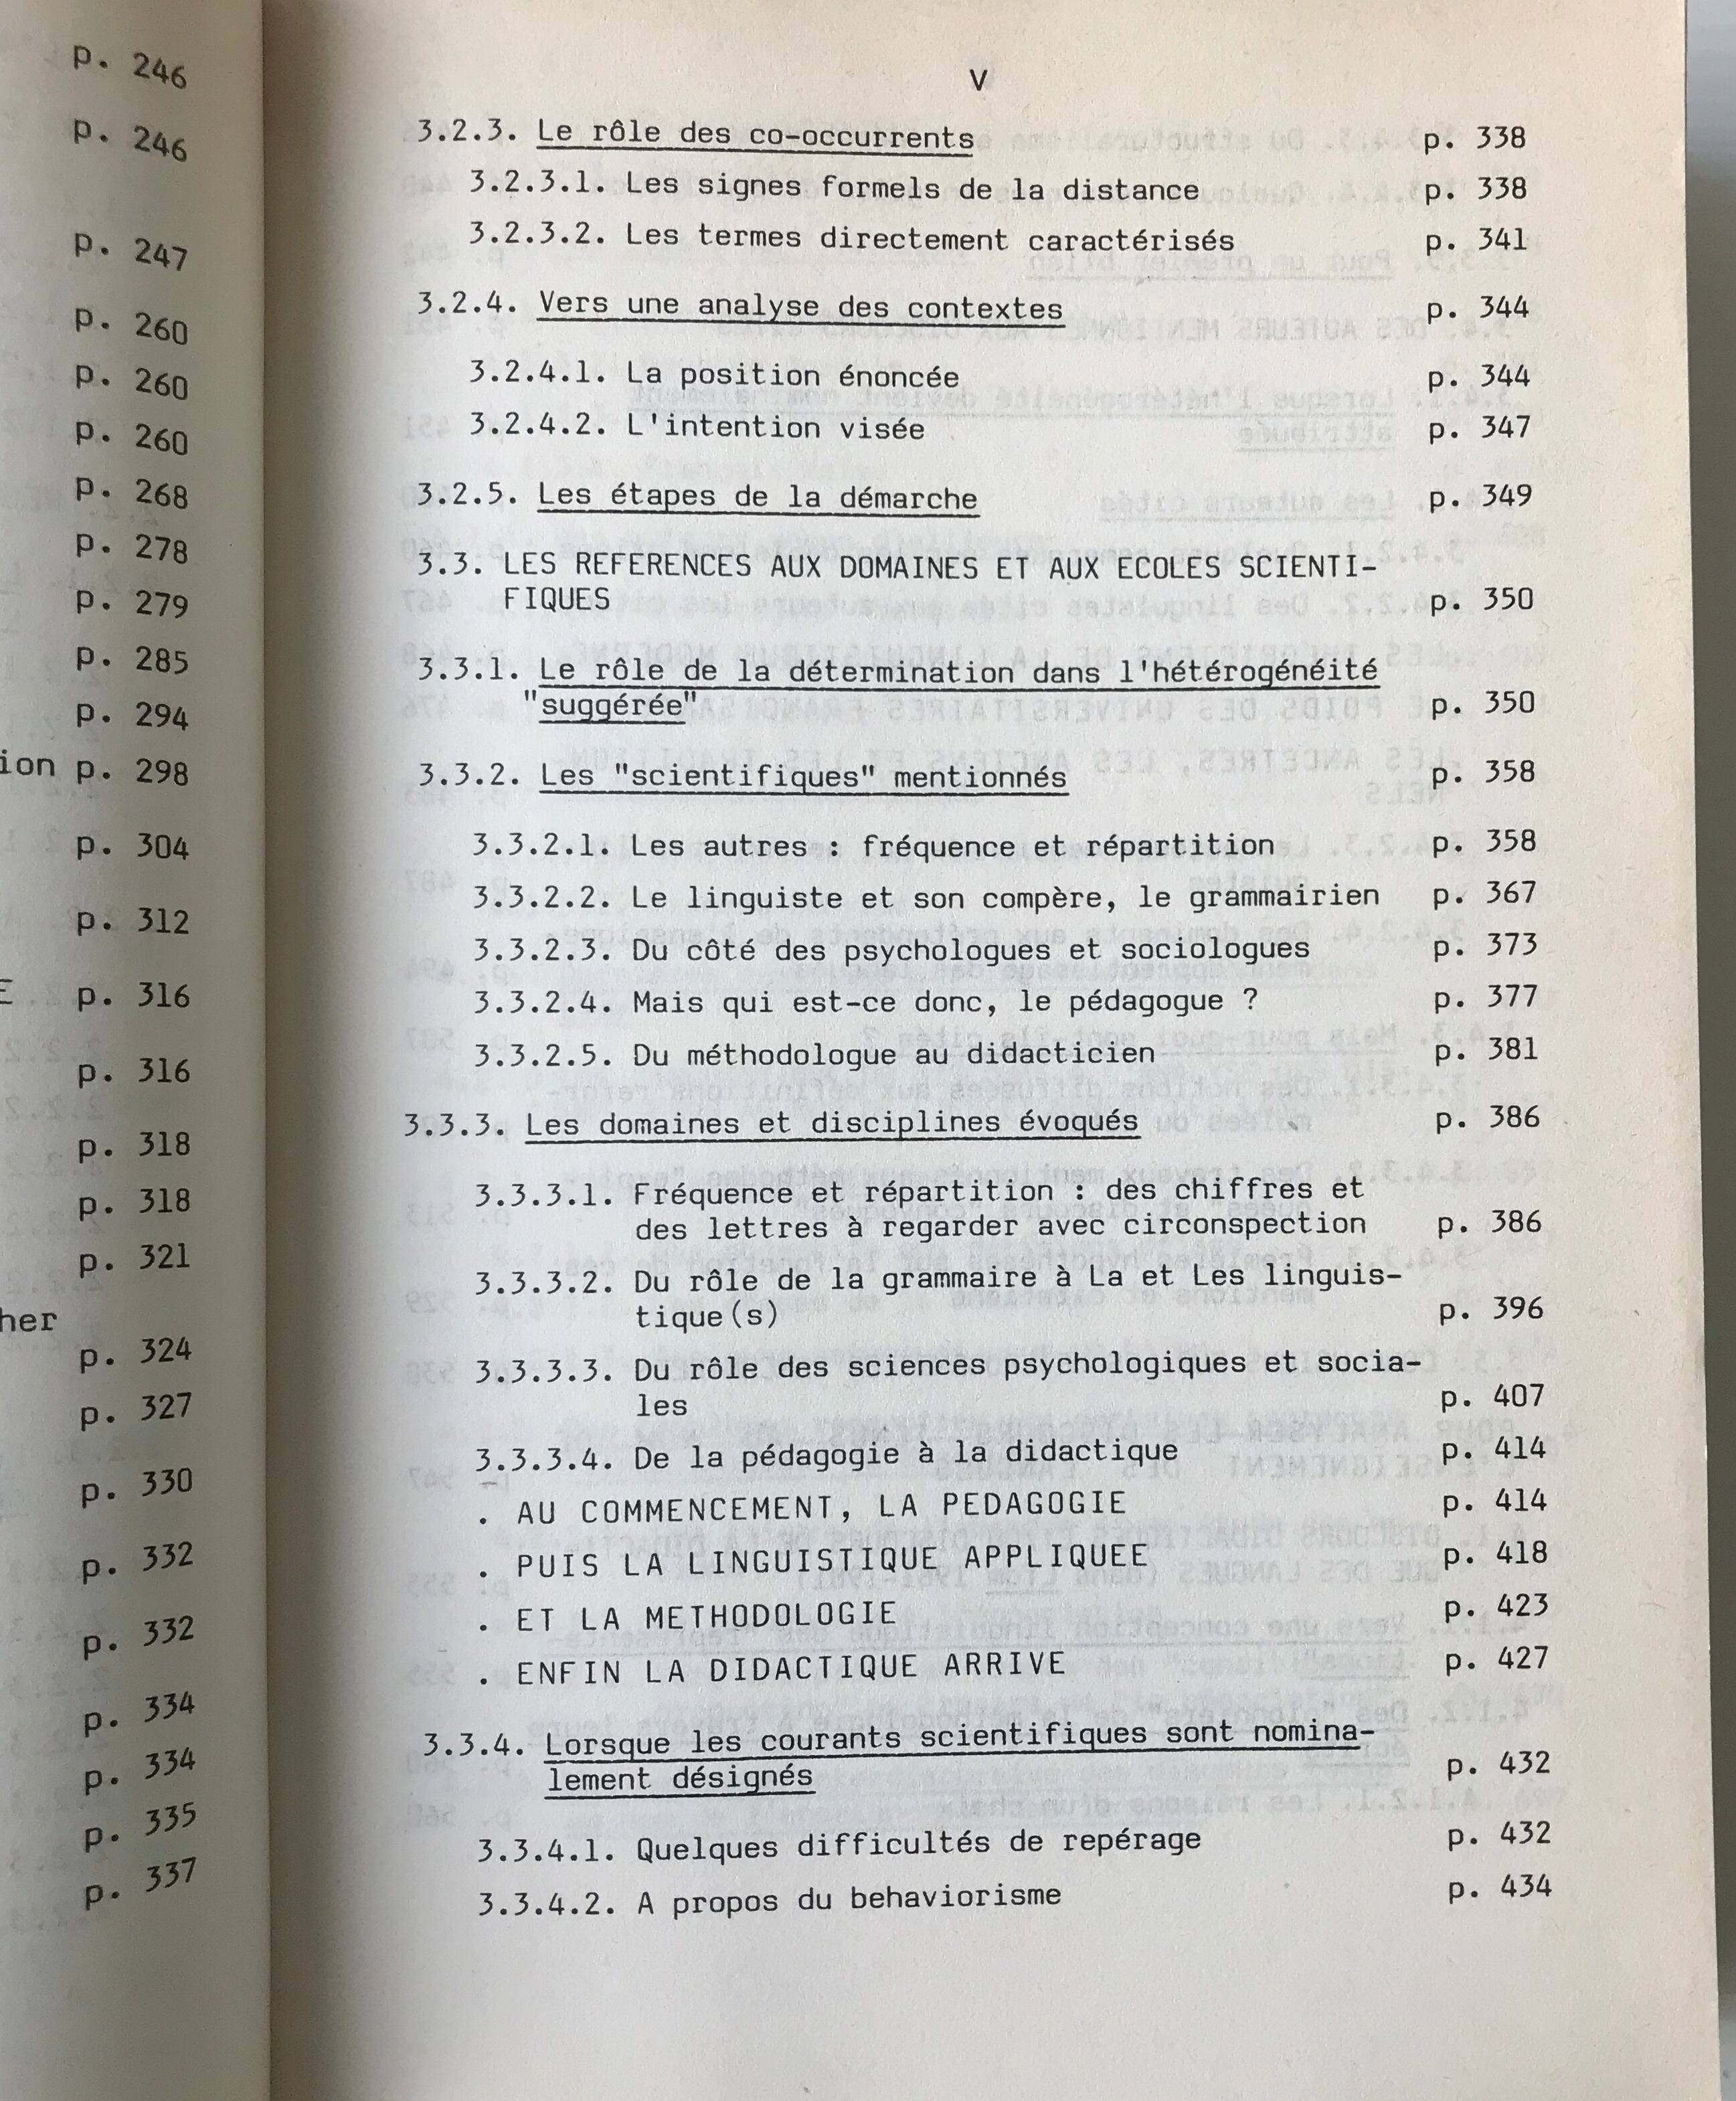 p. 246
p. 246
p. 247
p. 260
p. 260
p. 260
p. 268
p. 278
p. 279
p. 285
p. 294
ion p. 298
p. 304
p. 312
E p. 316
p. 316
p. 318
p. 318
p. 321
her
p. 324
p. 327
p. 330
p. 332
p. 332
p. 334
p. 334
p. 335
p. 337
V
3.2.3. Le rôle des co-occurrents p. 338
3.2.3.1. Les signes formels de la distance p. 338
3.2.3.2. Les termes directement caractérisés p. 341
3.2.4. Vers une analyse des contextes p. 344
3.2.4.1. La position énoncée p. 344
3.2.4.2. L'intention visée p. 347
3.2.5. Les étapes de la démarche p. 349
3.3. LES REFERENCES AUX DOMAINES ET AUX ECOLES SCIENTI-
FIQUES p. 350
3.3.1. Le rôle de la détermination dans l'hétérogénéité
"suggérée" p. 350
3.3.2. Les "scientifiques" mentionnés p. 358
3.3.2.1. Les autres : fréquence et répartition p. 358
3.3.2.2. Le linguiste et son compère, le grammairien p. 367
3.3.2.3. Du côté des psychologues et sociologues p. 373
3.3.2.4. Mais qui est-ce donc, le pédagogue ? p. 377
3.3.2.5. Du méthodologue au didacticien p. 381
3.3.3. Les domaines et disciplines évoqués p. 386
3.3.3.1. Fréquence et répartition : des chiffres et
des lettres à regarder avec circonspection p. 386
3.3.3.2. Du rôle de la grammaire à La et Les linguis-
tique(s) p. 396
3.3.3.3. Du rôle des sciences psychologiques et socia-
les p. 407
3.3.3.4. De la pédagogie à la didactique p. 414
. AU COMMENCEMENT, LA PEDAGOGIE p. 414
. PUIS LA LINGUISTIQUE APPLIQUEE p. 418
. ET LA METHODOLOGIE p. 423
. ENFIN LA DIDACTIQUE ARRIVE p. 427
3.3.4. Lorsque les courants scientifiques sont nomina-
lement désignés p. 432
3.3.4.1. Quelques difficultés de repérage p. 432
3.3.4.2. A propos du behaviorisme p. 434